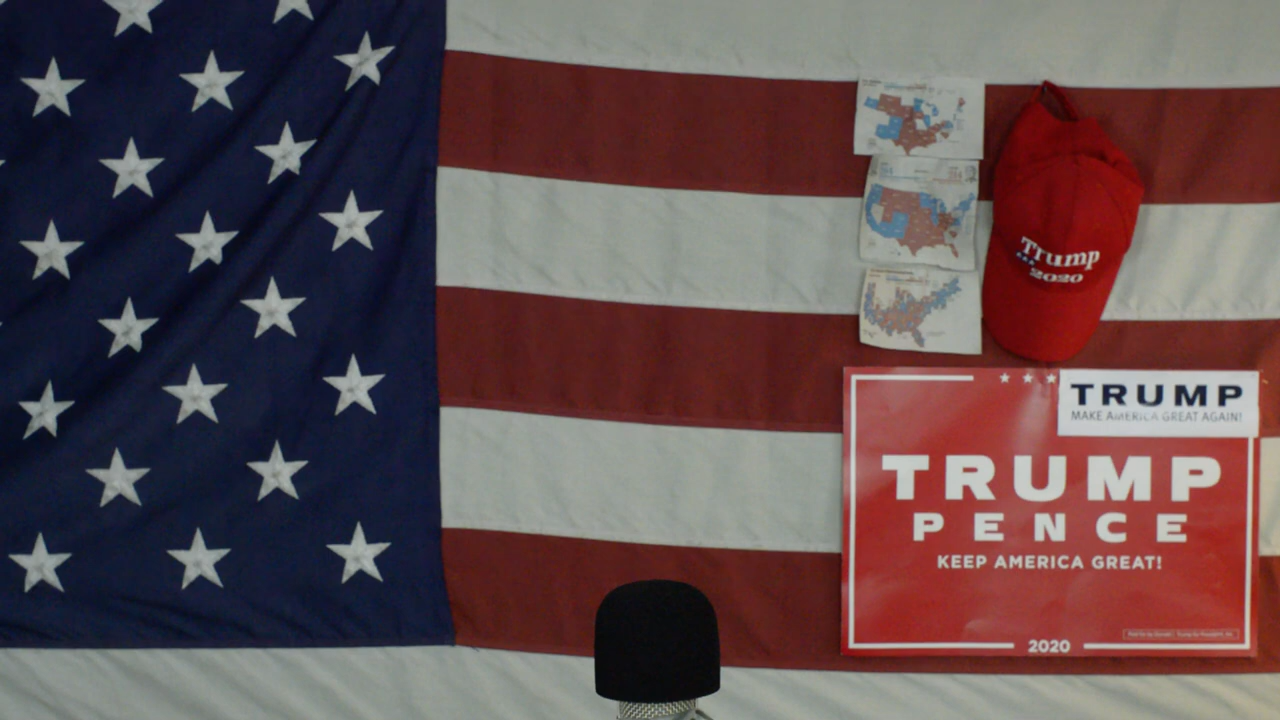 Trump
2020
TRUMP
MAKE AMERICA GREAT AGAIN!
TRUMP
PENCE
KEEP AMERICA GREAT!
2020